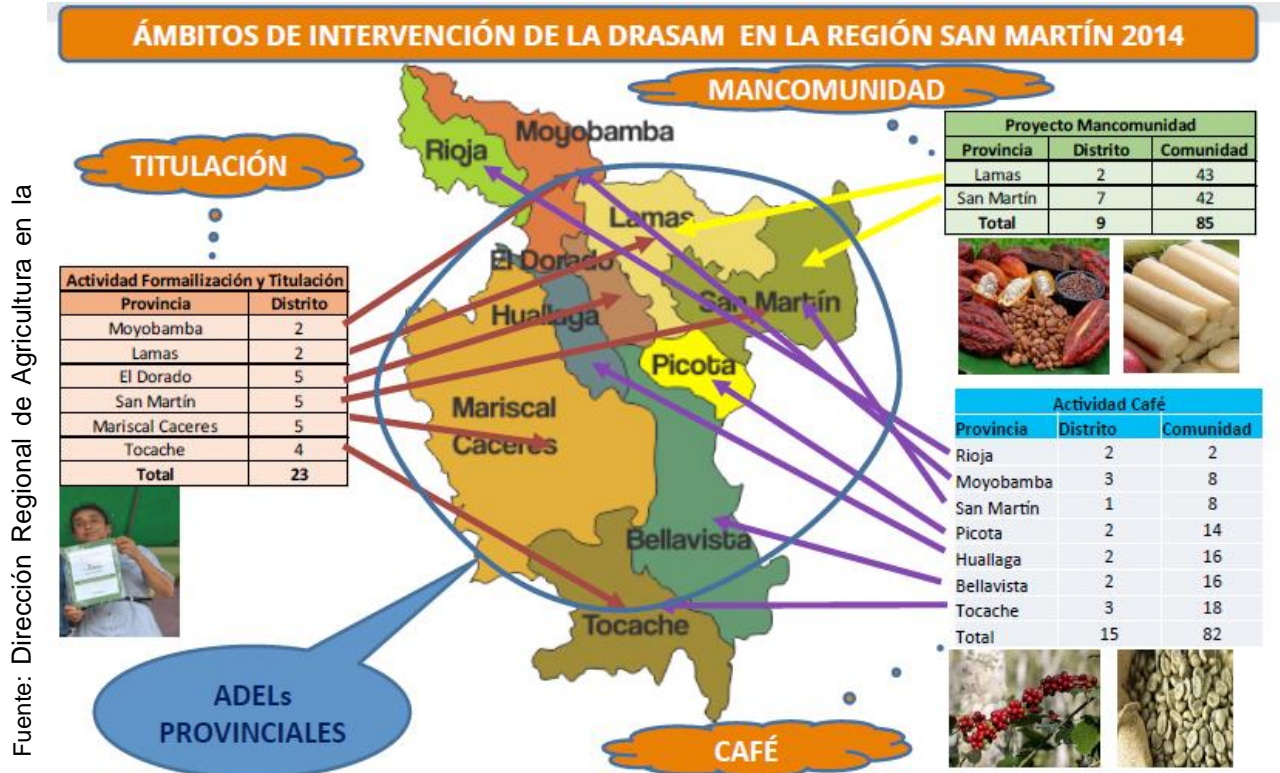 ÁMBITOS DE INTERVENCIÓN DE LA DRASAM EN LA REGIÓN SAN MARTÍN 2014
MANCOMUNIDAD
TITULACIÓN
Proyecto Mancomunidad
Provincia Distrito Comunidad
Lamas 2 43
San Martín 7 42
Total 9 85
Actividad Formailización y Titulación
Provincia Distrito
Moyobamba 2
Lamas 2
El Dorado 5
San Martín 5
Mariscal Caceres 5
Tocache 4
Total 23
Moyobamba
Rioja
Lamas
El Dorado
San Martín
Huallaga
Picota
Mariscal
Caceres
Bellavista
Tocache
Actividad Café
Provincia Distrito Comunidad
Rioja 2 2
Moyobamba 3 8
San Martín 1 8
Picota 2 14
Huallaga 2 16
Bellavista 2 16
Tocache 3 18
Total 15 82
ADELs
PROVINCIALES
CAFÉ
Fuente: Dirección Regional de Agricultura en la